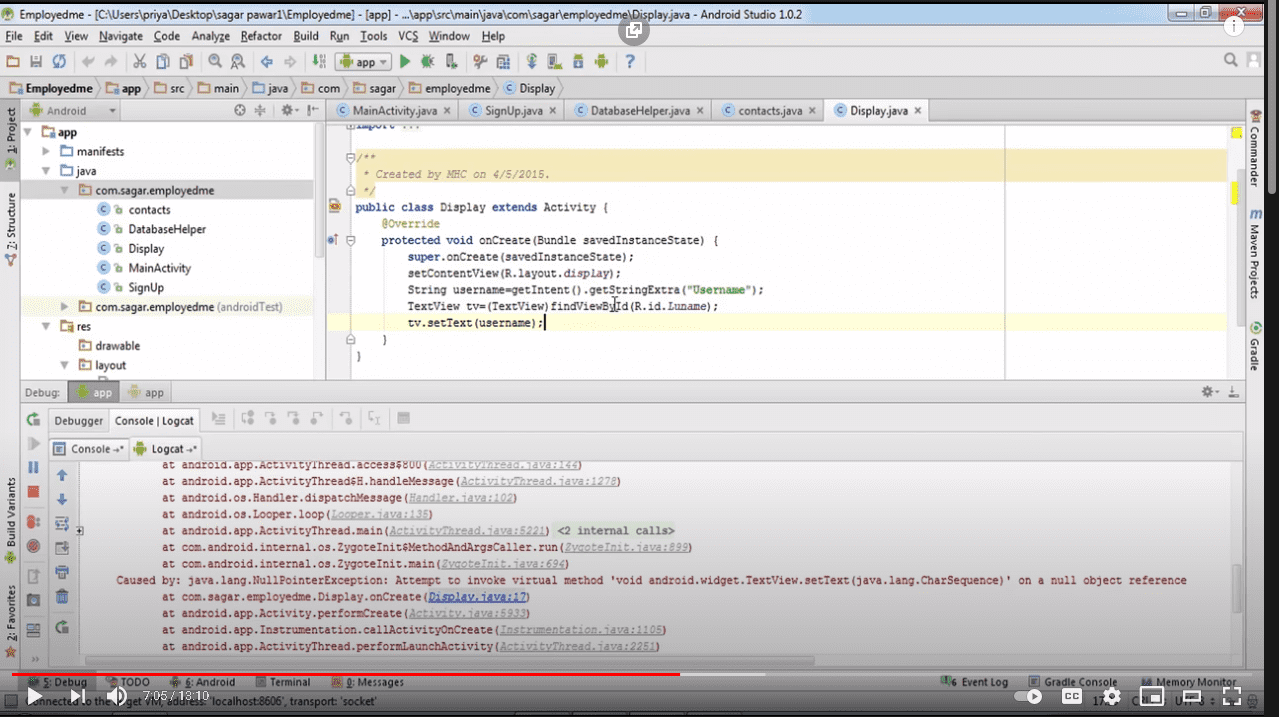 Employedme - [C:\Users\priya\Desktop\sagar pawar1\Employedme] - [app] - ...\app\src\main\java\com\sagar\employedme\Display.java - Android Studio 1.0.2
File Edit View Navigate Code Analyze Refactor Build Run Tools VCS Window Help
app
Employedme app src main java com sagar employedme Display
Android
MainActivity.java SignUp.java DatabaseHelper.java contacts.java Display.java
1: Project
7: Structure
Build Variants
2: Favorites
app
manifests
java
com.sagar.employedme
contacts
DatabaseHelper
Display
MainActivity
SignUp
com.sagar.employedme (androidTest)
res
drawable
layout
import ...
/**
* Created by MHC on 4/5/2015.
*/
public class Display extends Activity {
@Override
protected void onCreate(Bundle savedInstanceState) {
super.onCreate(savedInstanceState);
setContentView(R.layout.display);
String username=getIntent().getStringExtra("Username");
TextView tv=(TextView)findViewById(R.id.Luname);
tv.setText(username);
}
}
Commander
Maven Projects
Gradle
Debug: app app
Debugger Console | Logcat
Console Logcat
at android.app.ActivityThread.access$800(ActivityThread.java:144)
at android.app.ActivityThread$H.handleMessage(ActivityThread.java:1278)
at android.os.Handler.dispatchMessage(Handler.java:102)
at android.os.Looper.loop(Looper.java:135)
at android.app.ActivityThread.main(ActivityThread.java:5221) <2 internal calls>
at com.android.internal.os.ZygoteInit$MethodAndArgsCaller.run(ZygoteInit.java:899)
at com.android.internal.os.ZygoteInit.main(ZygoteInit.java:694)
Caused by: java.lang.NullPointerException: Attempt to invoke virtual method 'void android.widget.TextView.setText(java.lang.CharSequence)' on a null object reference
at com.sagar.employedme.Display.onCreate(Display.java:17)
at android.app.Activity.performCreate(Activity.java:5933)
at android.app.Instrumentation.callActivityOnCreate(Instrumentation.java:1105)
at android.app.ActivityThread.performLaunchActivity(ActivityThread.java:2251)
5: Debug TODO 6: Android Terminal 0: Messages 6 Event Log Gradle Console Memory Monitor
7:05 / 13:10 CC
Connected to the target VM, address: 'localhost:8606', transport: 'socket'